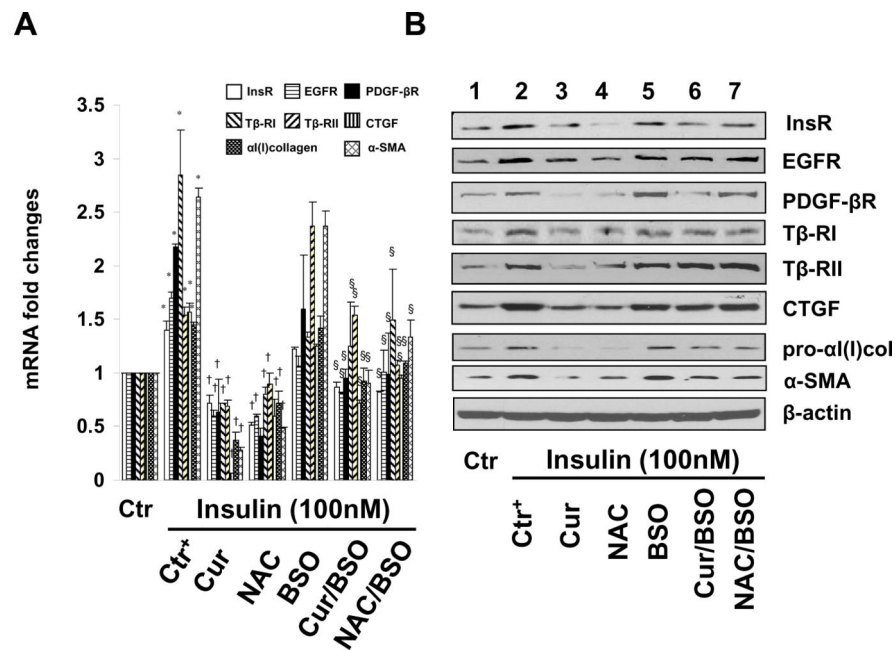 A
InsR EGFR PDGF-βR
Tβ-RI Tβ-RII CTGF
αI(I)collagen α-SMA
mRNA fold changes
3.5
3
2.5
2
1.5
1
0.5
0
Ctr
Insulin (100nM)
Ctr⁺
Cur
NAC
BSO
Cur/BSO
NAC/BSO
B
1 2 3 4 5 6 7
InsR
EGFR
PDGF-βR
Tβ-RI
Tβ-RII
CTGF
pro-αI(I)col
α-SMA
β-actin
Ctr
Insulin (100nM)
Ctr⁺
Cur
NAC
BSO
Cur/BSO
NAC/BSO